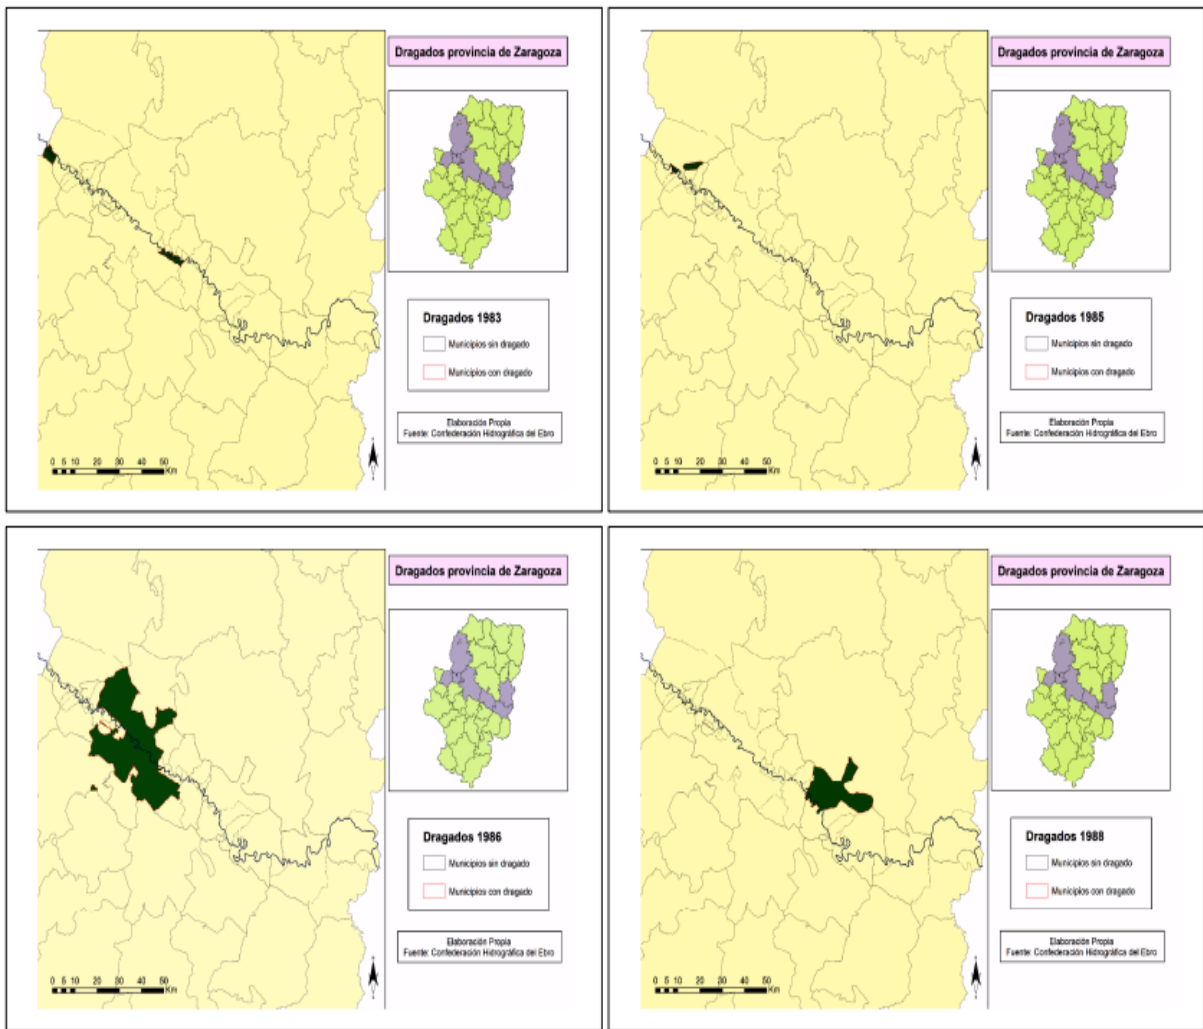 Dragados provincia de Zaragoza
Dragados 1983
Municipios sin dragado
Municipios con dragado
Elaboración Propia
Fuente: Confederación Hidrográfica del Ebro
0 5 10 20 30 40 50
Km
Dragados provincia de Zaragoza
Dragados 1985
Municipios sin dragado
Municipios con dragado
Elaboración Propia
Fuente: Confederación Hidrográfica del Ebro
0 5 10 20 30 40 50
Km
Dragados provincia de Zaragoza
Dragados 1986
Municipios sin dragado
Municipios con dragado
Elaboración Propia
Fuente: Confederación Hidrográfica del Ebro
0 5 10 20 30 40 50
Km
Dragados provincia de Zaragoza
Dragados 1988
Municipios sin dragado
Municipios con dragado
Elaboración Propia
Fuente: Confederación Hidrográfica del Ebro
0 5 10 20 30 40 50
Km